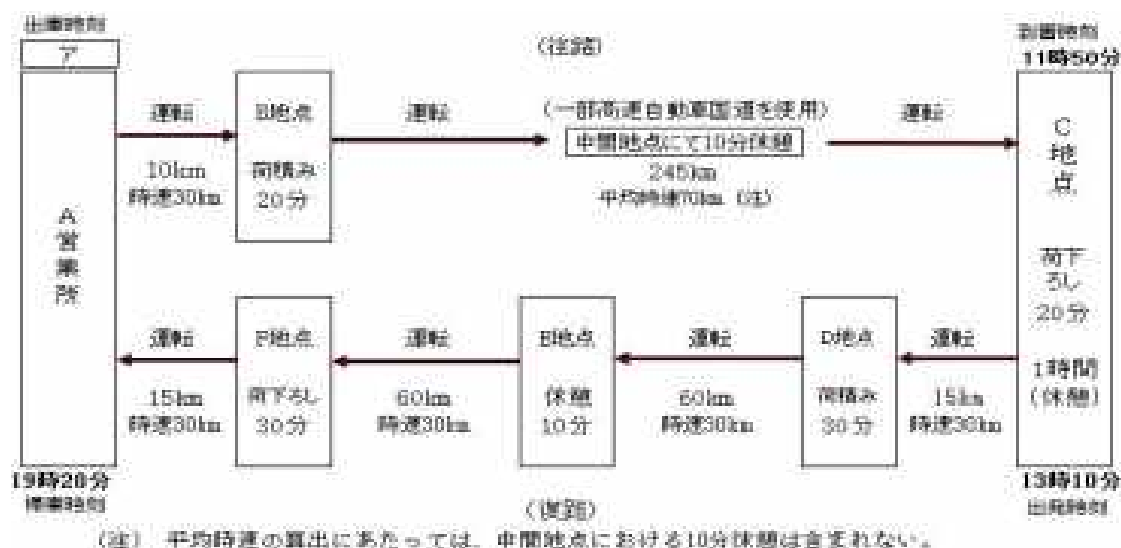 出庫時刻
ア
(往路)
到着時刻
11時50分
運転
B地点
運転
(一部高速自動車国道を使用)
運転
C地点
中間地点にて10分休憩
10km
時速30km
荷積み
20分
245km
平均時速70km (注)
A営業所
荷下ろし
20分
1時間
(休憩)
運転
F地点
運転
E地点
運転
D地点
運転
15km
時速30km
荷下ろし
30分
60km
時速30km
休憩
10分
60km
時速30km
荷積み
30分
15km
時速30km
19時20分
帰庫時刻
(復路)
13時10分
出発時刻
(注) 平均時速の算出にあたっては、中間地点における10分休憩は含まれない。